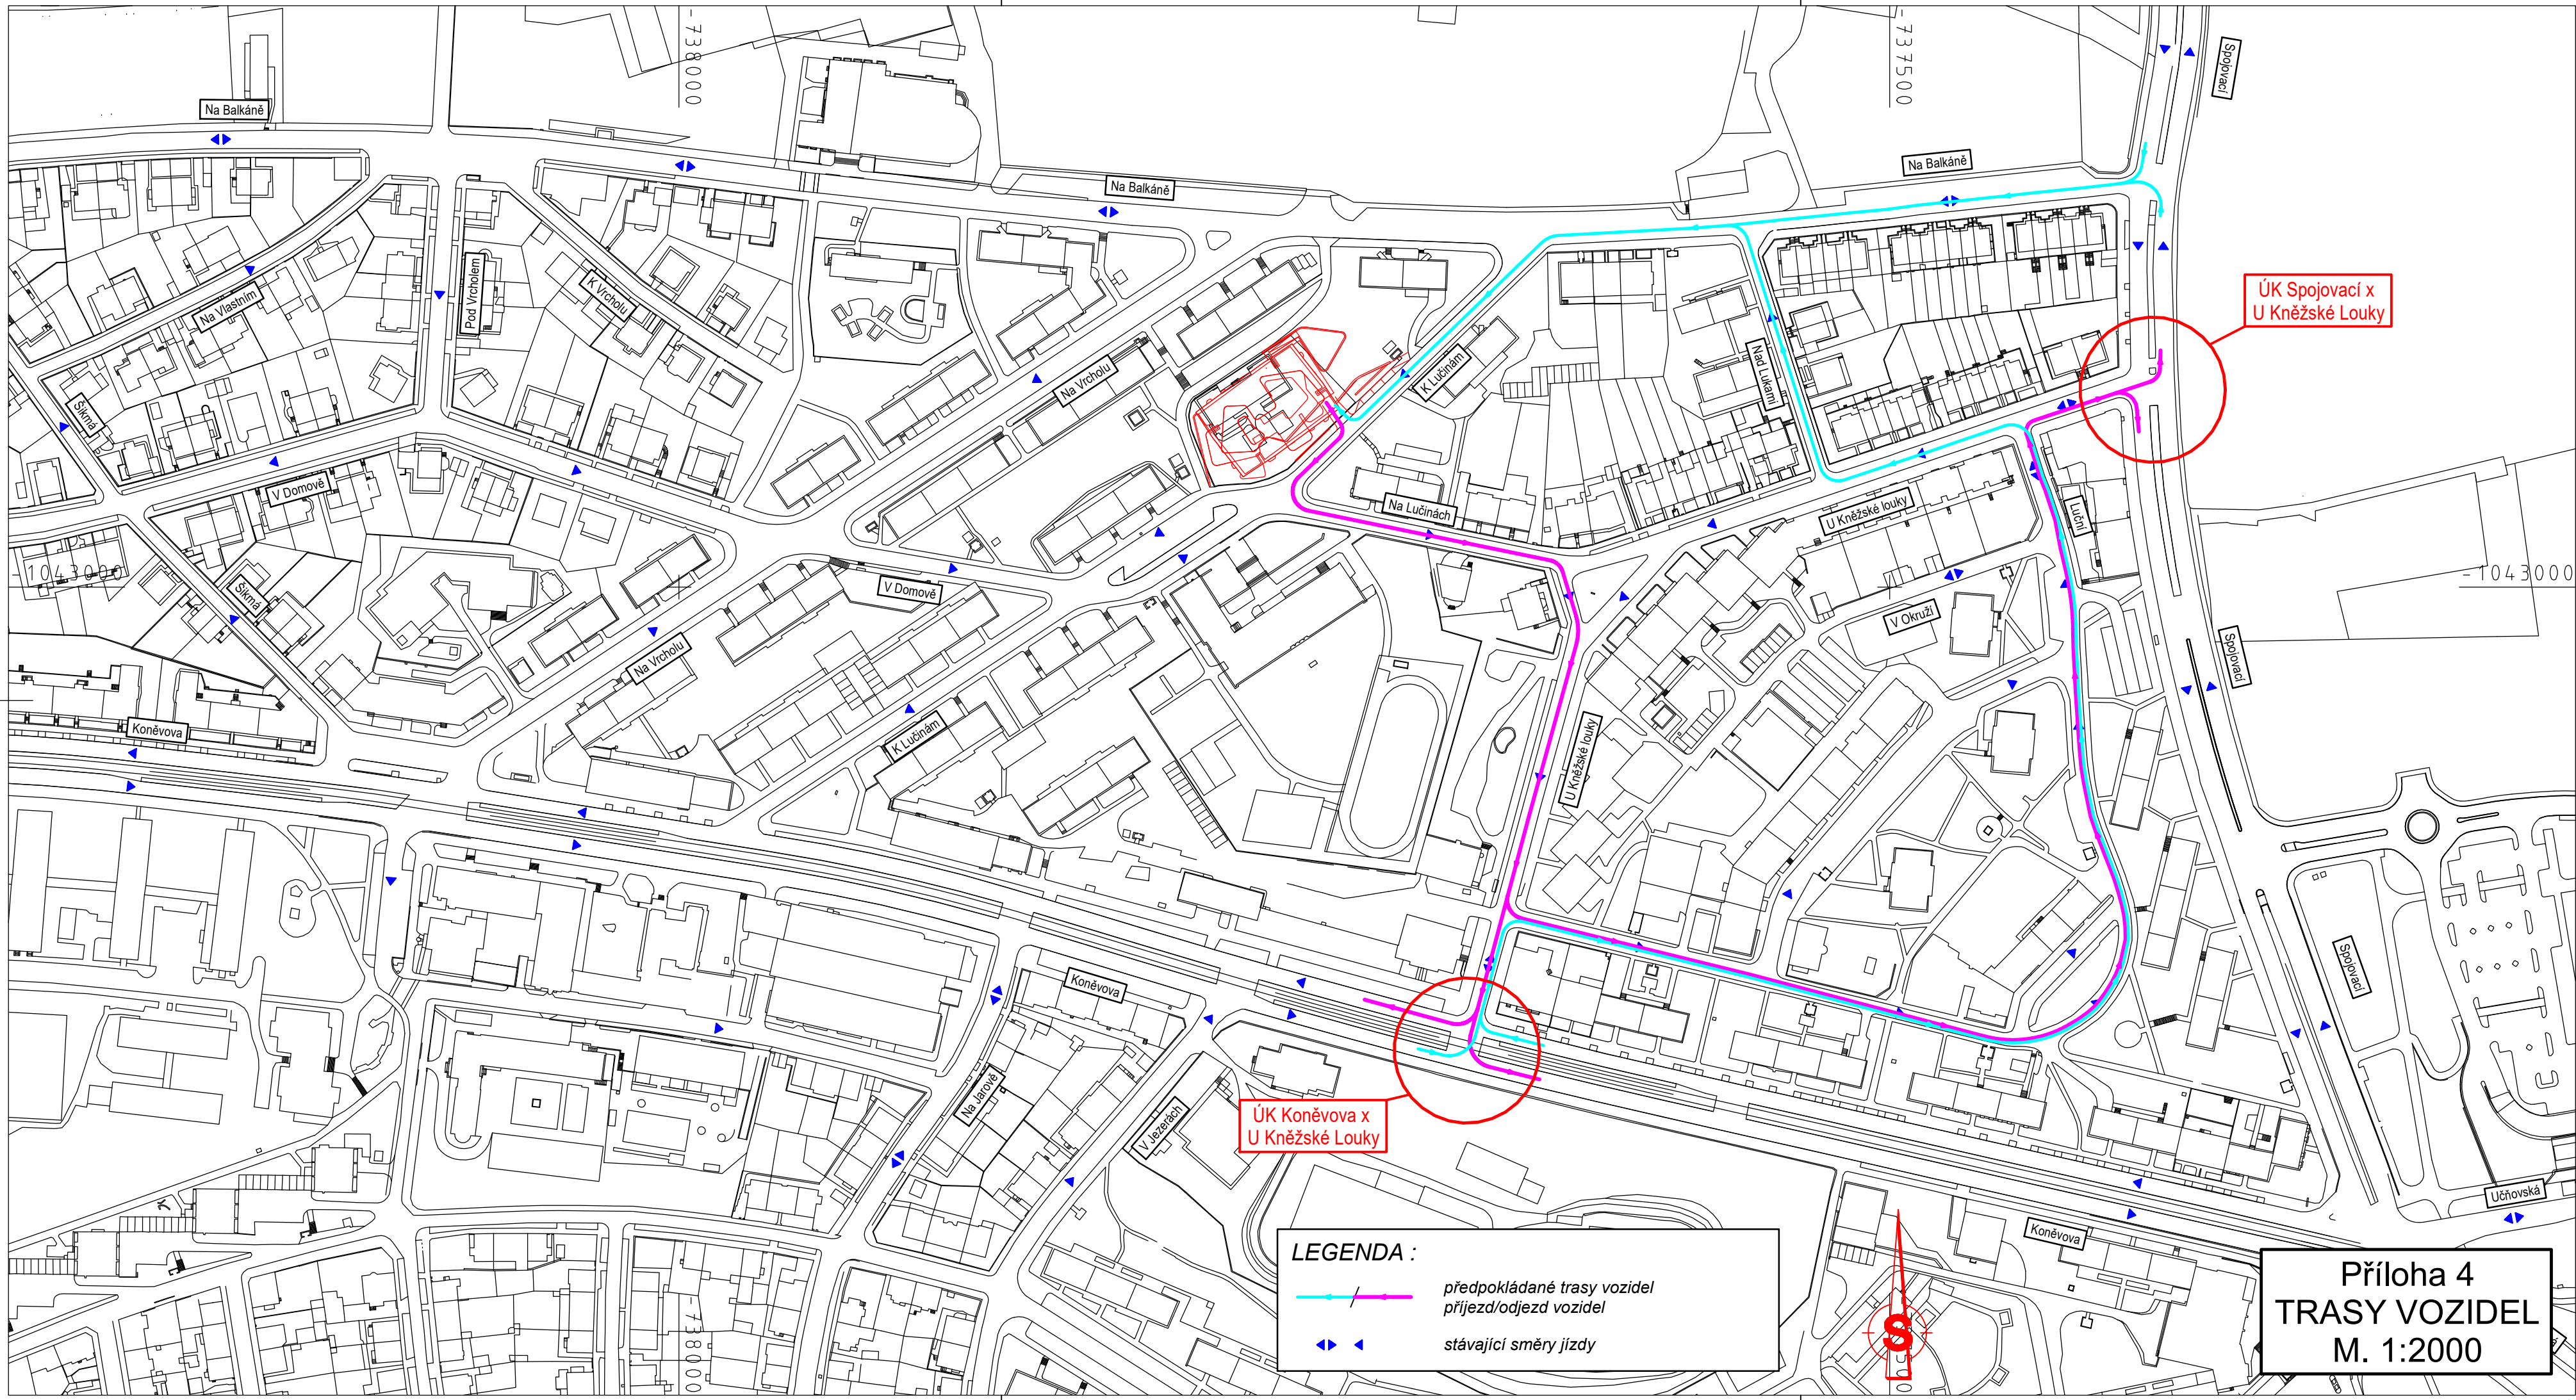 -738000
-737500
Spojovací
Na Balkáně
Na Balkáně
Na Balkáně
ÚK Spojovací x
U Kněžské Louky
Na Vlastním
Pod Vrcholem
K Vrcholu
Na Vrcholu
K Lučinám
Nad Lukami
Šikmá
V Domově
Na Lučinách
U Kněžské louky
Luční
-1043000
Šikmá
V Domově
V Okruží
-1043000
Na Vrcholu
Spojovací
Koněvova
K Lučinám
U Kněžské louky
Koněvova
Spojovací
Na Jarově
V Jezerách
ÚK Koněvova x
U Kněžské Louky
Učňovská
Koněvova
LEGENDA :
předpokládané trasy vozidel
příjezd/odjezd vozidel
stávající směry jízdy
S
-738000
Příloha 4
TRASY VOZIDEL
M. 1:2000